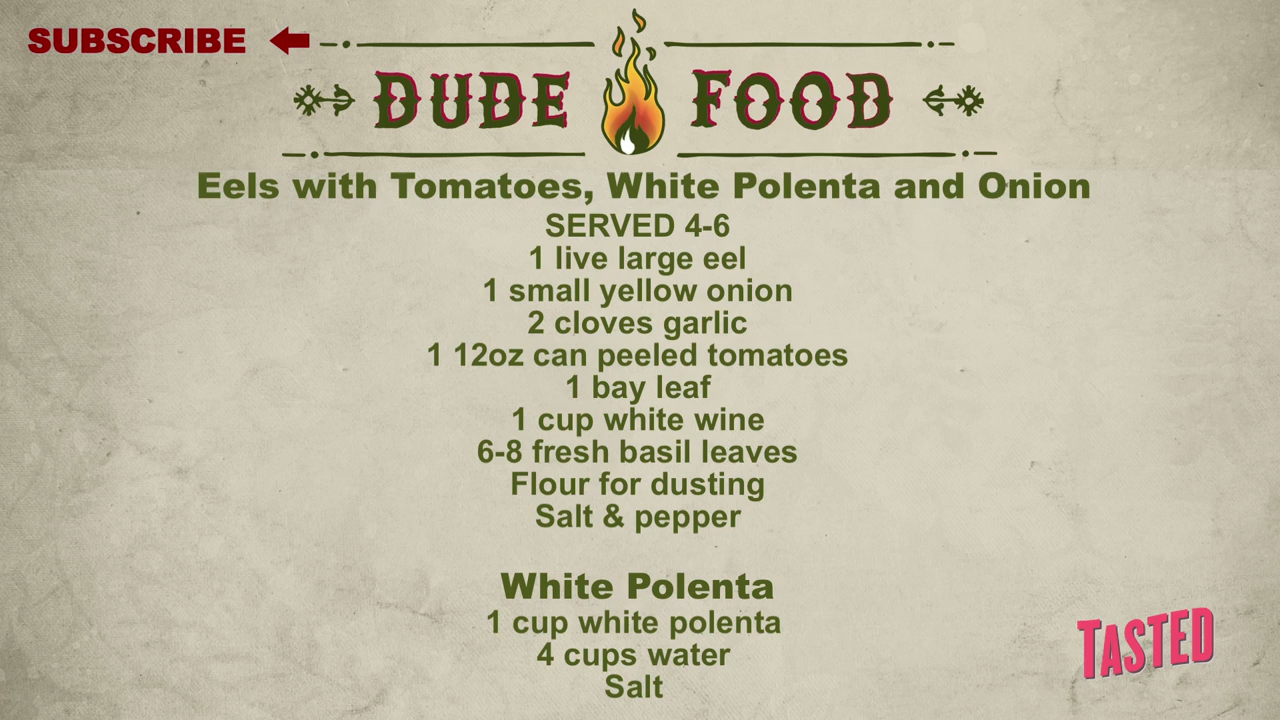 SUBSCRIBE
DUDE FOOD
Eels with Tomatoes, White Polenta and Onion
SERVED 4-6
1 live large eel
1 small yellow onion
2 cloves garlic
1 12oz can peeled tomatoes
1 bay leaf
1 cup white wine
6-8 fresh basil leaves
Flour for dusting
Salt & pepper
White Polenta
1 cup white polenta
4 cups water
Salt
TASTED